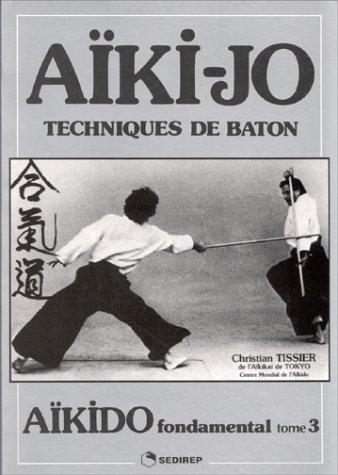 AÏKI-JO
TECHNIQUES DE BATON
合氣道
Christian TISSIER
de l'Aïkikaï de TOKYO
Centre Mondial de l'Aïkido
AÏKIDO fondamental tome 3
SEDIREP